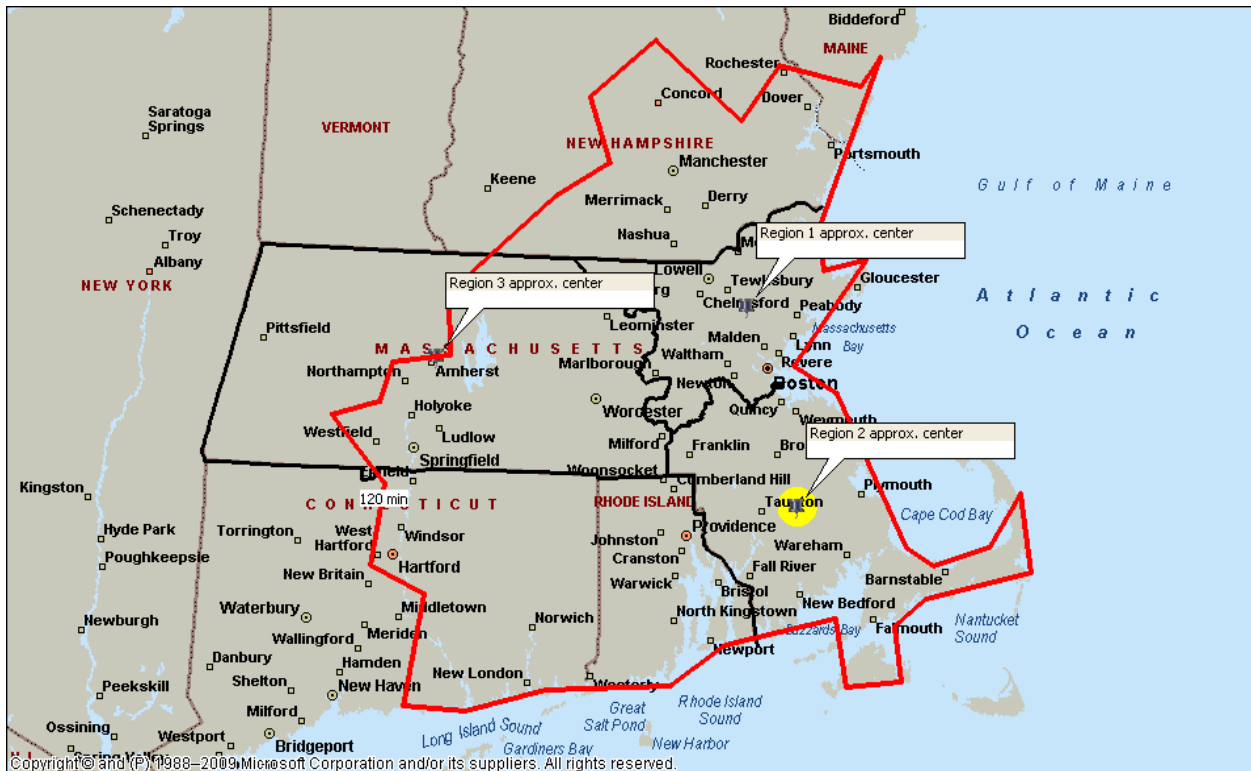 Biddeford
MAINE
Rochester
Concord
Dover
Saratoga
Springs
VERMONT
NEW HAMPSHIRE
Portsmouth
Manchester
Keene
Gulf of Maine
Derry
Merrimack
Schenectady
Troy
Nashua
Region 1 approx. center
Albany
NEW YORK
Lowell
Tewksbury
Gloucester
Region 3 approx. center
Chelmsford
Atlantic
Ocean
Peabody
Leominster
Massachusetts
Bay
Pittsfield
MASSACHUSETTS
Malden
Lynn
Revere
Marlborough
Waltham
Amherst
Northampton
Newton
Boston
Worcester
Quincy
Weymouth
Holyoke
Westfield
Ludlow
Milford
Region 2 approx. center
Franklin
Springfield
Woonsocket
Cumberland Hill
Kingston
120 min
CONNECTICUT
RHODE ISLAND
Taunton
Plymouth
Cape Cod Bay
Hyde Park
Torrington
West
Hartford
Windsor
Providence
Johnston
Poughkeepsie
Cranston
Wareham
Hartford
New Britain
Warwick
Fall River
Barnstable
Bristol
Waterbury
Middletown
New Bedford
Newburgh
Wallingford
Meriden
Norwich
North Kingstown
Buzzards Bay
Falmouth
Nantucket
Sound
Newport
Danbury
Hamden
Shelton
New London
Westerly
Peekskill
New Haven
Great
Salt Pond
Rhode Island
Sound
Milford
Ossining
Westport
Long Island Sound
Bridgeport
Gardiners Bay
New Harbor
Spring Valley
Copyright © and (P) 1988–2009 Microsoft Corporation and/or its suppliers. All rights reserved.